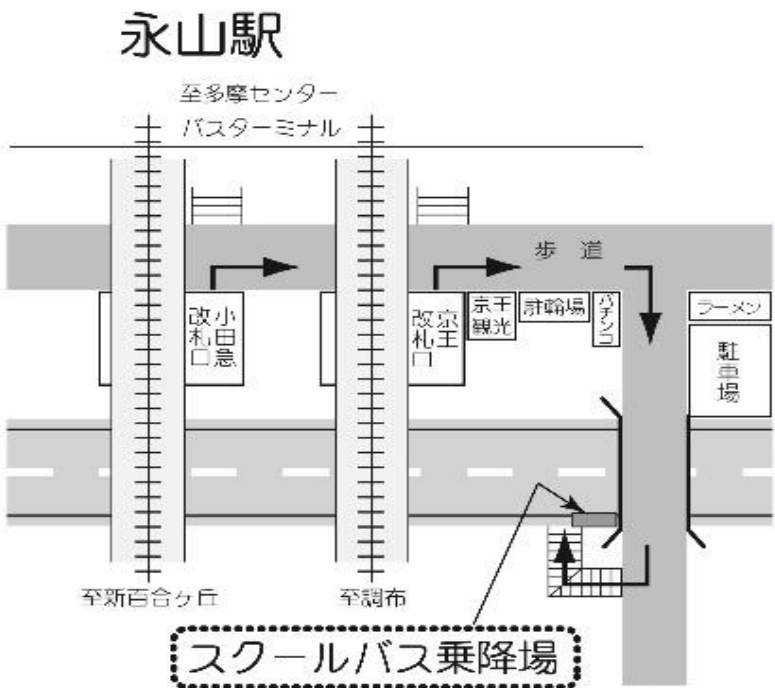 永山駅
至多摩センター
バスターミナル
歩道
小田急
改札口
京王
改札口
京王
観光
駐輪場
パチンコ
ラーメン
駐車場
至新百合ヶ丘
至調布
スクールバス乗降場